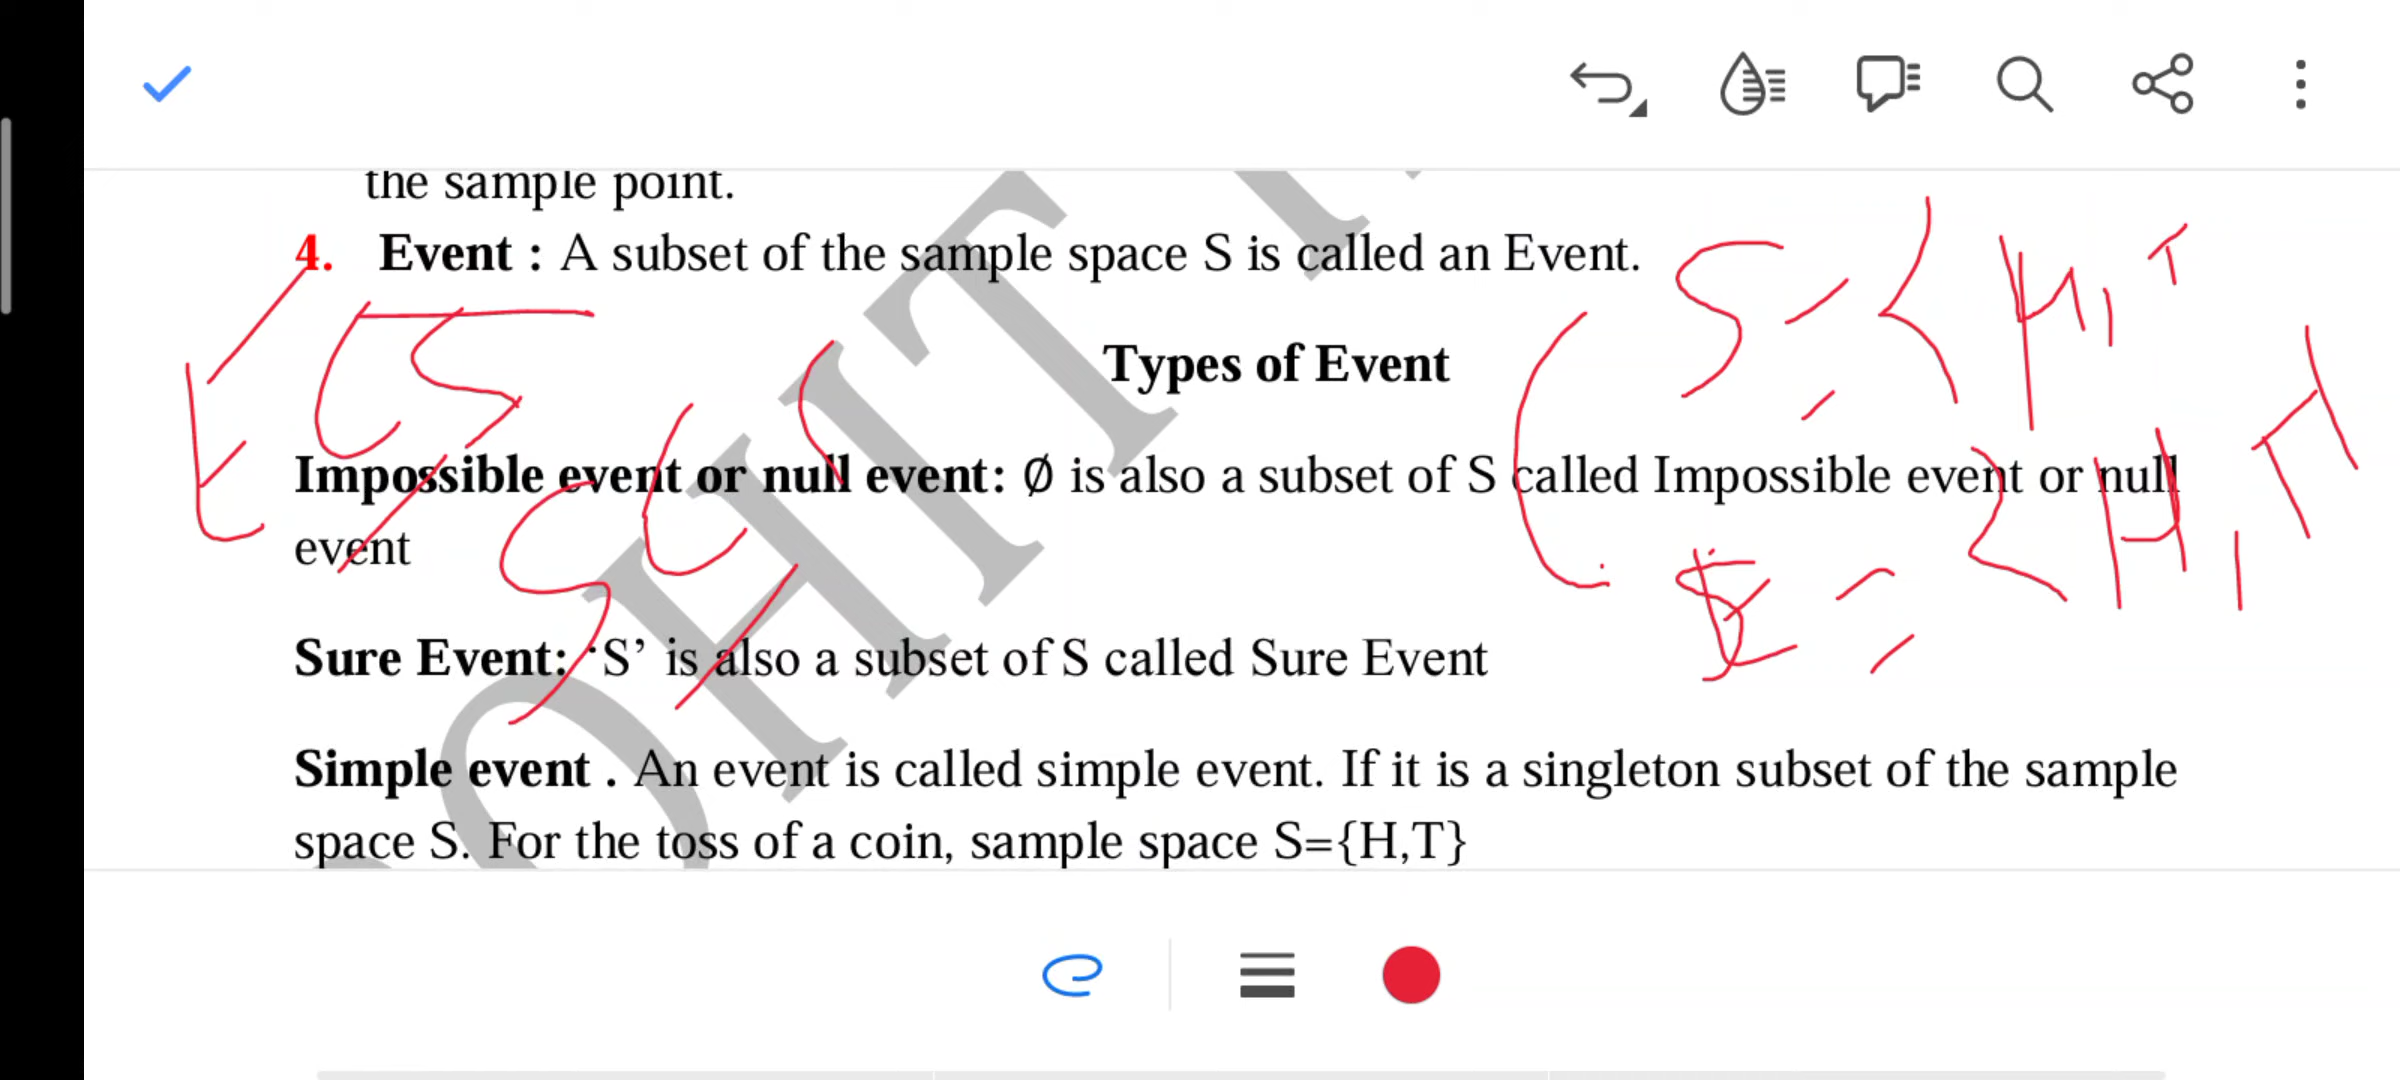 the sample point.
4. Event : A subset of the sample space S is called an Event.
S = { H, T
E ⊂ S
Types of Event
Impossible event or null event: ∅ is also a subset of S called Impossible event or null
event
S ⊂ S
E = { H, T
Sure Event: ‘S’ is also a subset of S called Sure Event
Simple event . An event is called simple event. If it is a singleton subset of the sample
space S. For the toss of a coin, sample space S={H,T}